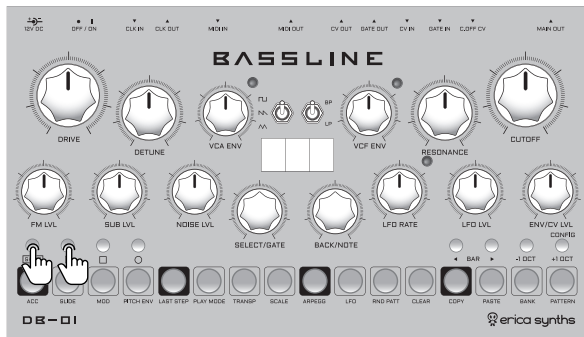 12V DC OFF / ON CLK IN CLK OUT MIDI IN MIDI OUT CV OUT GATE OUT CV IN GATE IN C.OFF CV MAIN OUT
BASSLINE
BP
LP
DRIVE DETUNE VCA ENV VCF ENV RESONANCE CUTOFF
FM LVL SUB LVL NOISE LVL SELECT/GATE BACK/NOTE LFO RATE LFO LVL ENV/CV LVL
CONFIG
BAR -1 OCT +1 OCT
ACC SLIDE MOD PITCH ENV LAST STEP PLAY MODE TRANSP SCALE ARPEGG LFO RND PATT CLEAR COPY PASTE BANK PATTERN
DB-01 erica synths